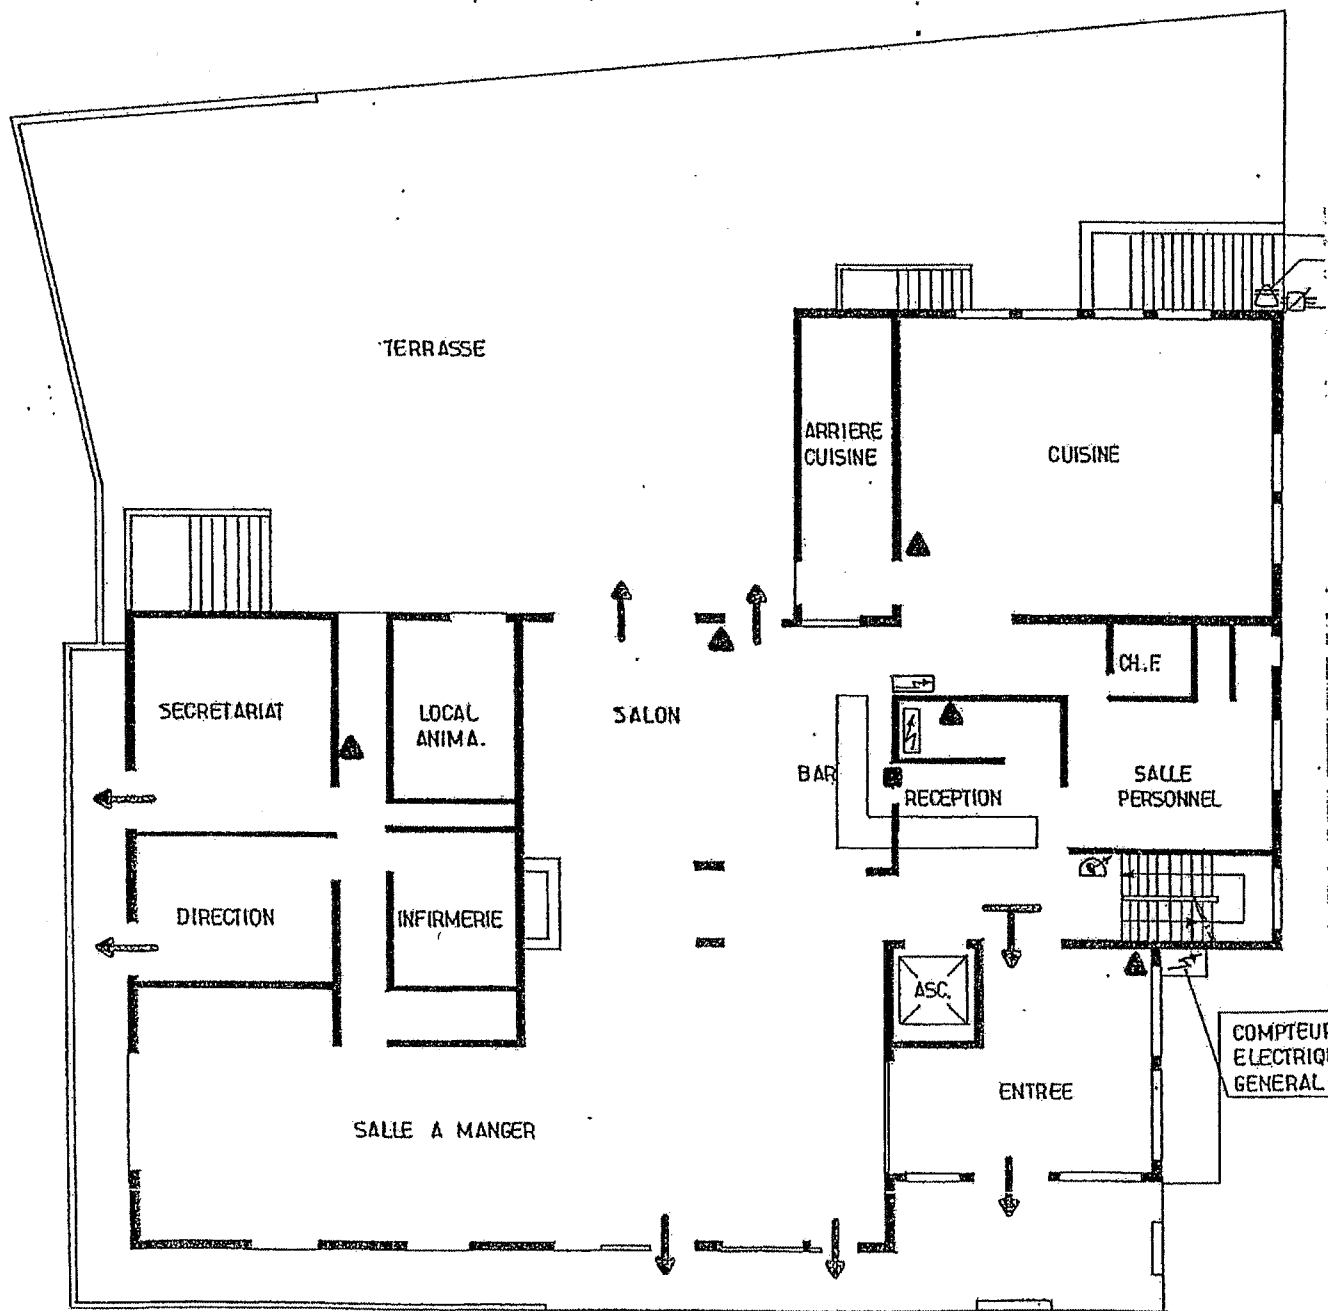 TERRASSE
ARRIERE
CUISINE
CUISINE
SECRETARIAT
LOCAL
ANIMA.
SALON
CH.F.
BAR
RECEPTION
SALLE
PERSONNEL
DIRECTION
INFIRMERIE
ASC.
ENTREE
COMPTEUR
ELECTRIQU
GENERAL
SALLE A MANGER